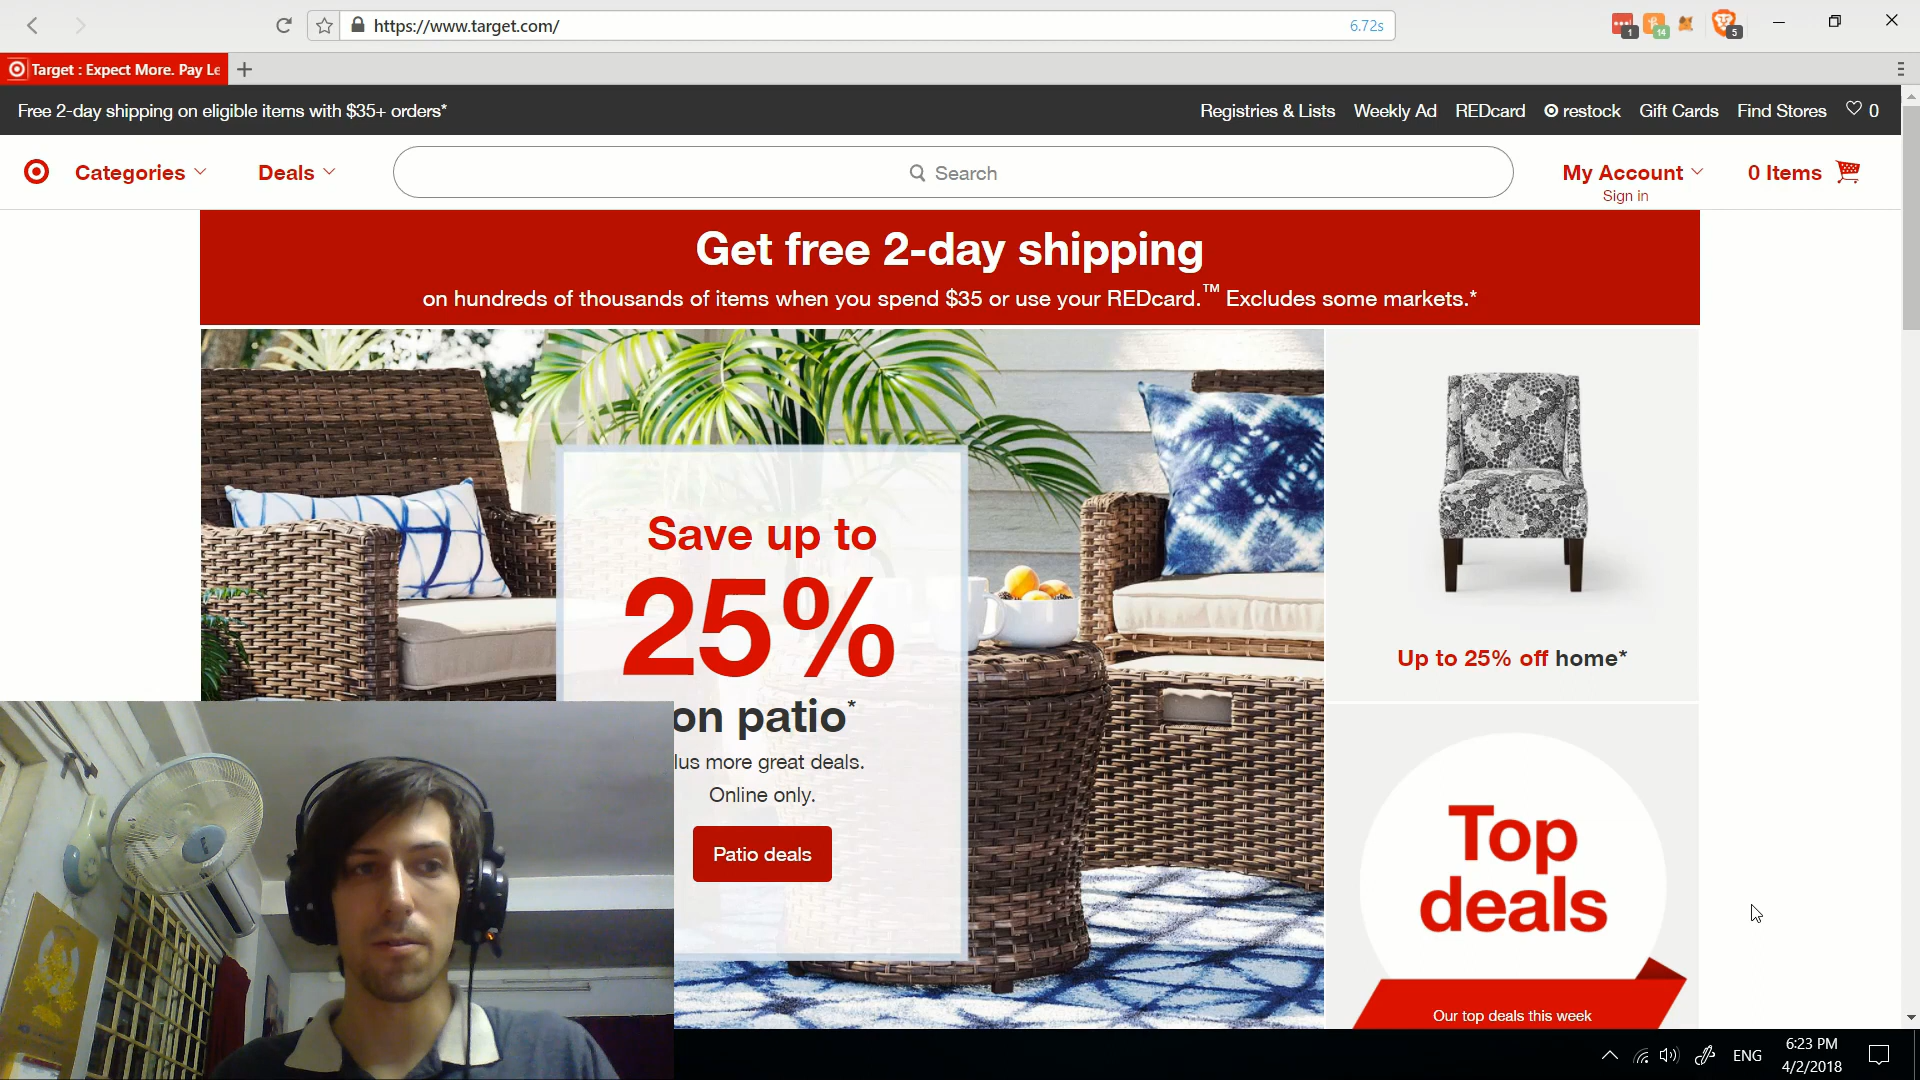 https://www.target.com/
6.72s
1
14
5
Target : Expect More. Pay Le
Free 2-day shipping on eligible items with $35+ orders*
Registries & Lists
Weekly Ad
REDcard
restock
Gift Cards
Find Stores
0
Categories
Deals
Search
My Account
Sign in
0 Items
Get free 2-day shipping
on hundreds of thousands of items when you spend $35 or use your REDcard.™ Excludes some markets.*
Save up to
25%
on patio*
lus more great deals.
Online only.
Patio deals
Up to 25% off home*
Top
deals
Our top deals this week
ENG
6:23 PM
4/2/2018